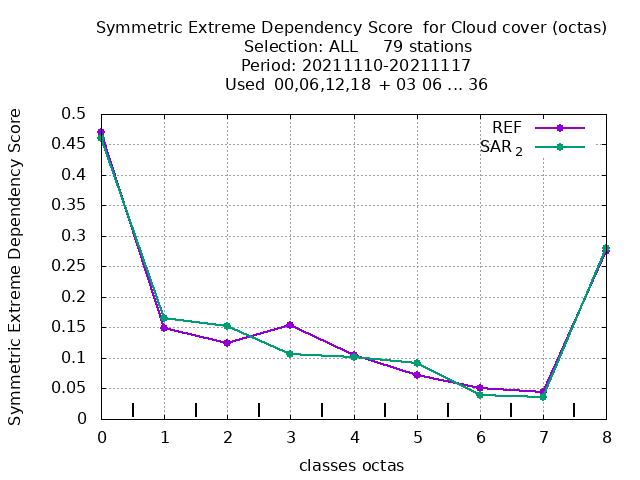 Symmetric Extreme Dependency Score for Cloud cover (octas)
Selection: ALL 79 stations
Period: 20211110-20211117
Used 00,06,12,18 + 03 06 ... 36
Symmetric Extreme Dependency Score
0.5
0.45
0.4
0.35
0.3
0.25
0.2
0.15
0.1
0.05
0
REF
SAR 2
0 1 2 3 4 5 6 7 8
classes octas